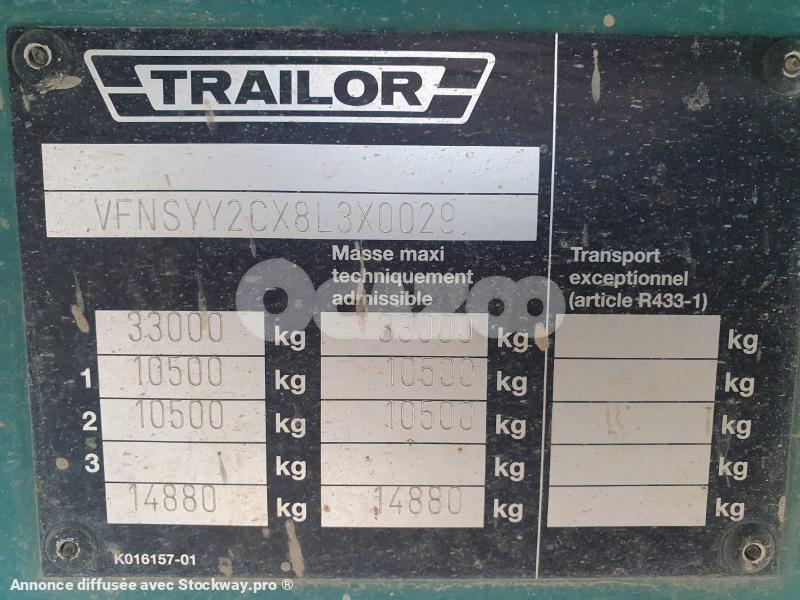 TRAILOR
VFNSYY2CX8L3X0029
Masse maxi
techniquement
admissible
Transport
exceptionnel
(article R433-1)
33000 kg 33000 kg kg
1 10500 kg 10500 kg kg
2 10500 kg 10500 kg kg
3 kg kg kg
14880 kg 14880 kg kg
K016157-01
Annonce diffusée avec Stockway.pro ®